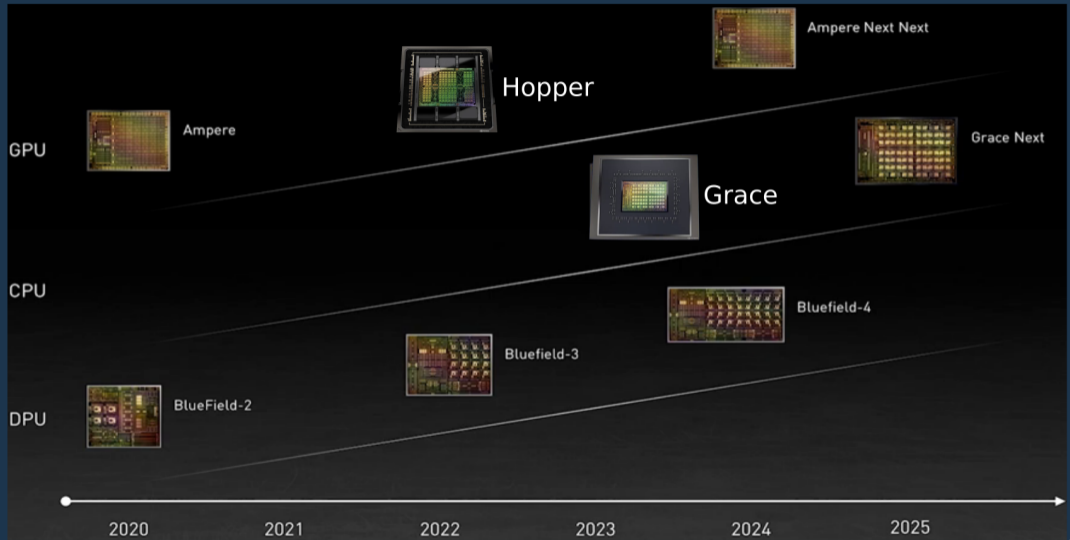 Ampere Next Next
Hopper
Ampere
GPU
Grace Next
Grace
CPU
Bluefield-4
Bluefield-3
BlueField-2
DPU
2020 2021 2022 2023 2024 2025